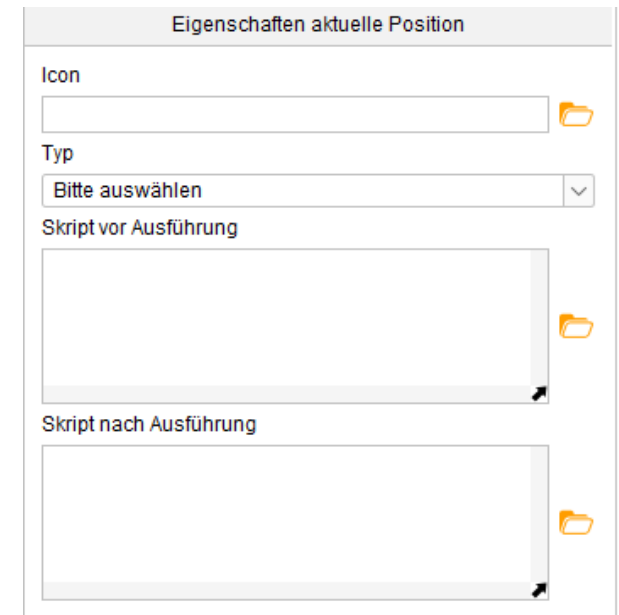 Eigenschaften aktuelle Position
Icon
Typ
Bitte auswählen
Skript vor Ausführung
Skript nach Ausführung